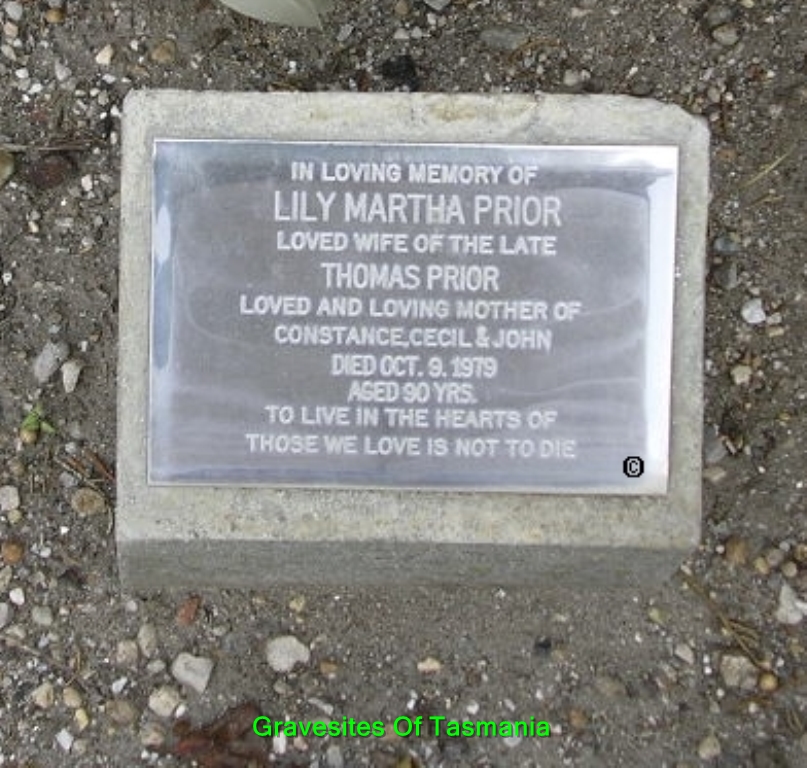 IN LOVING MEMORY OF
LILY MARTHA PRIOR
LOVED WIFE OF THE LATE
THOMAS PRIOR
LOVED AND LOVING MOTHER OF
CONSTANCE, CECIL & JOHN
DIED OCT. 9. 1979
AGED 90 YRS.
TO LIVE IN THE HEARTS OF
THOSE WE LOVE IS NOT TO DIE
©
Gravesites Of Tasmania